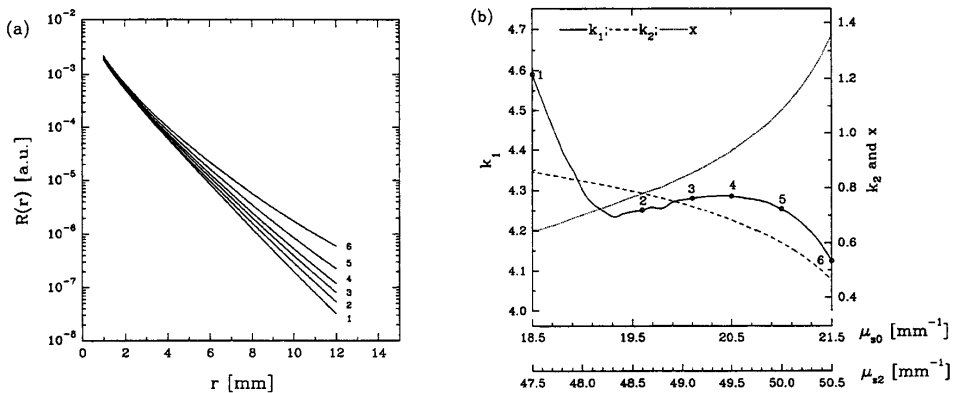 (a)
10⁻²
10⁻³
10⁻⁴
10⁻⁵
10⁻⁶
10⁻⁷
10⁻⁸
R(r) [a.u.]
6
5
4
3
2
1
0 2 4 6 8 10 12 14
r [mm]
(b)
k₁; k₂; x
4.7
4.6
4.5
4.4
4.3
4.2
4.1
4.0
k₁
1
2
3
4
5
6
1.4
1.2
1.0
0.8
0.6
0.4
k₂ and x
18.5 19.5 20.5 21.5
μₛ₀ [mm⁻¹]
47.5 48.0 48.5 49.0 49.5 50.0 50.5
μₛ₂ [mm⁻¹]